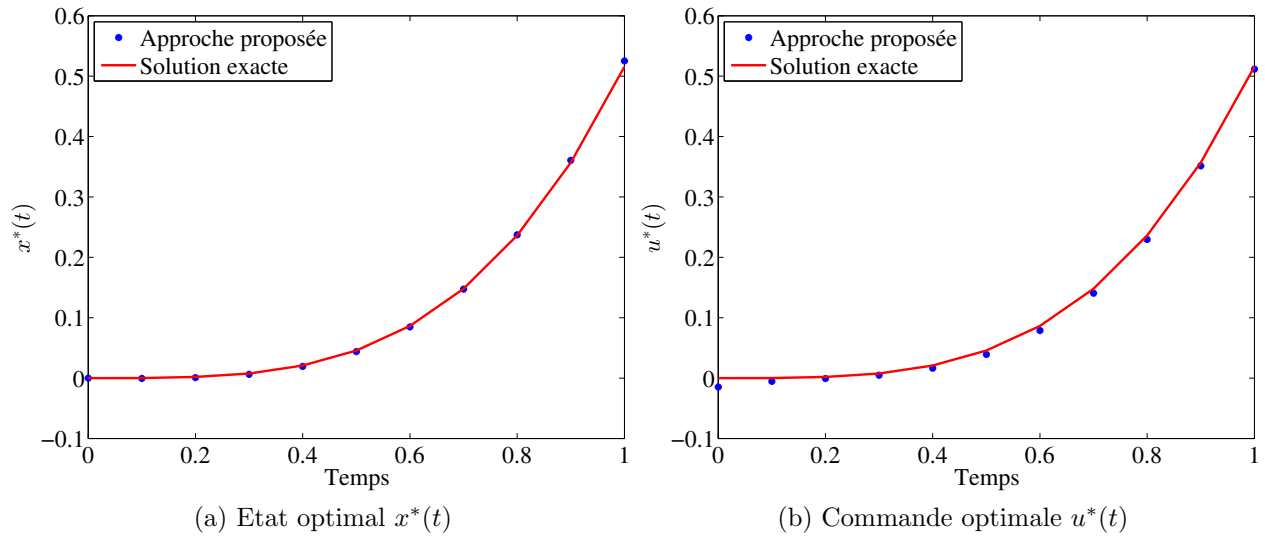 0.6
0.5
0.4
0.3
0.2
0.1
0
−0.1
x*(t)
Approche proposée
Solution exacte
0 0.2 0.4 0.6 0.8 1
Temps
(a) Etat optimal x*(t)
0.6
0.5
0.4
0.3
0.2
0.1
0
−0.1
u*(t)
Approche proposée
Solution exacte
0 0.2 0.4 0.6 0.8 1
Temps
(b) Commande optimale u*(t)